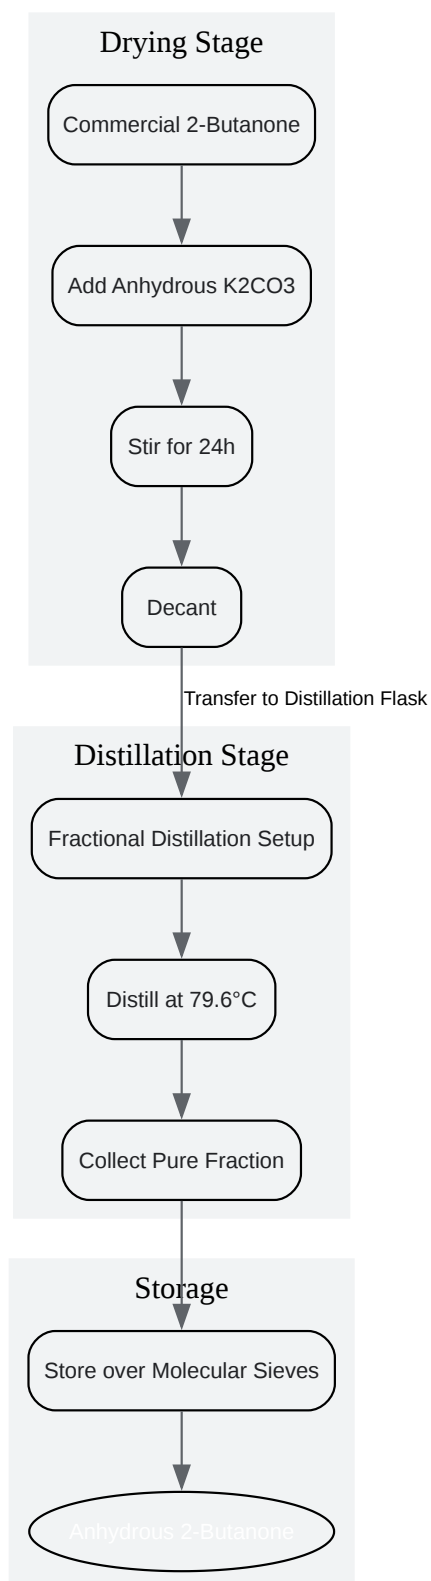 Drying Stage
Commercial 2-Butanone
Add Anhydrous K2CO3
Stir for 24h
Decant
Transfer to Distillation Flask
Distillation Stage
Fractional Distillation Setup
Distill at 79.6°C
Collect Pure Fraction
Storage
Store over Molecular Sieves
Anhydrous 2-Butanone